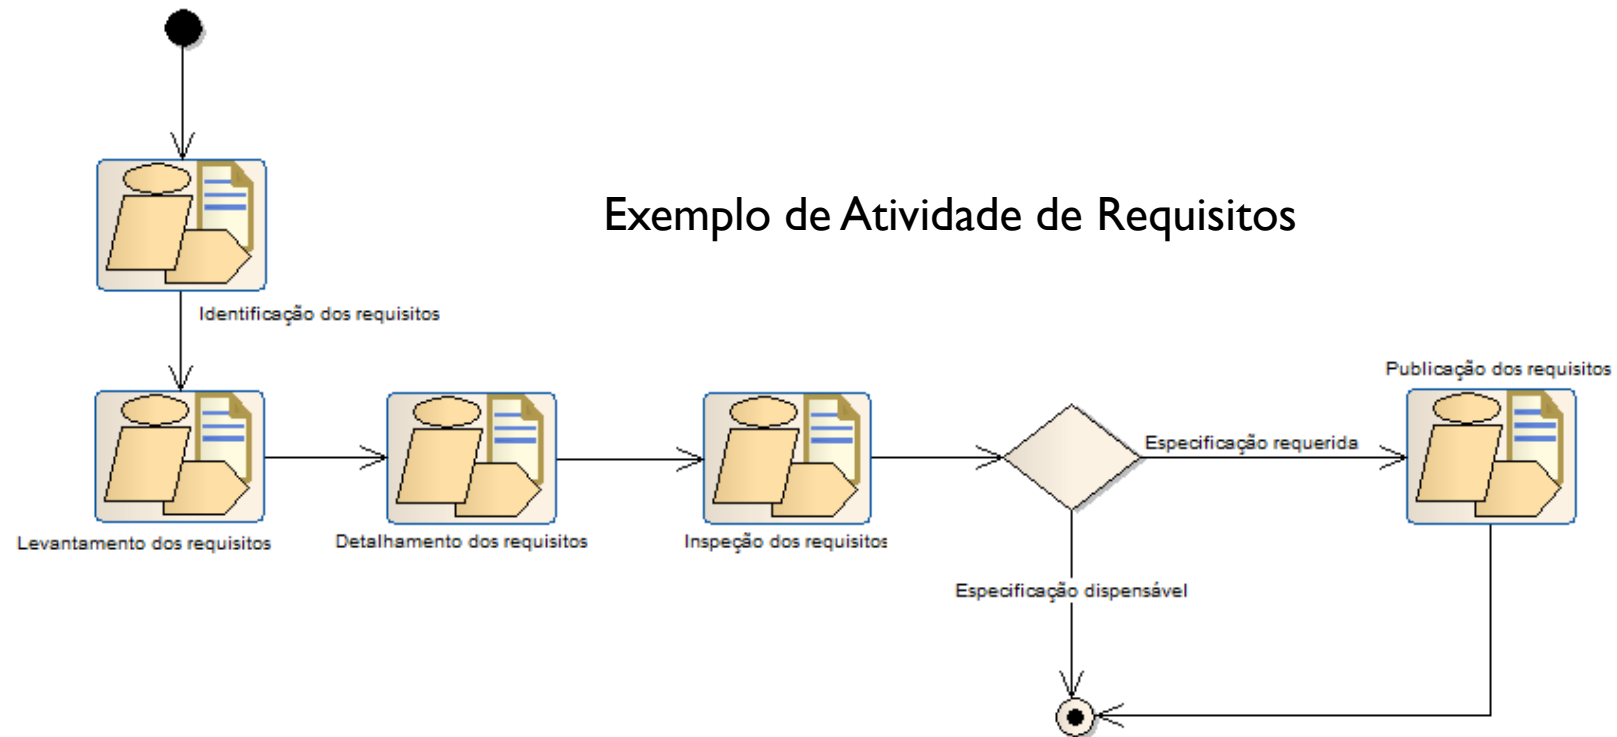 Exemplo de Atividade de Requisitos
Identificação dos requisitos
Publicação dos requisitos
Especificação requerida
Levantamento dos requisitos
Detalhamento dos requisitos
Inspeção dos requisitos
Especificação dispensável